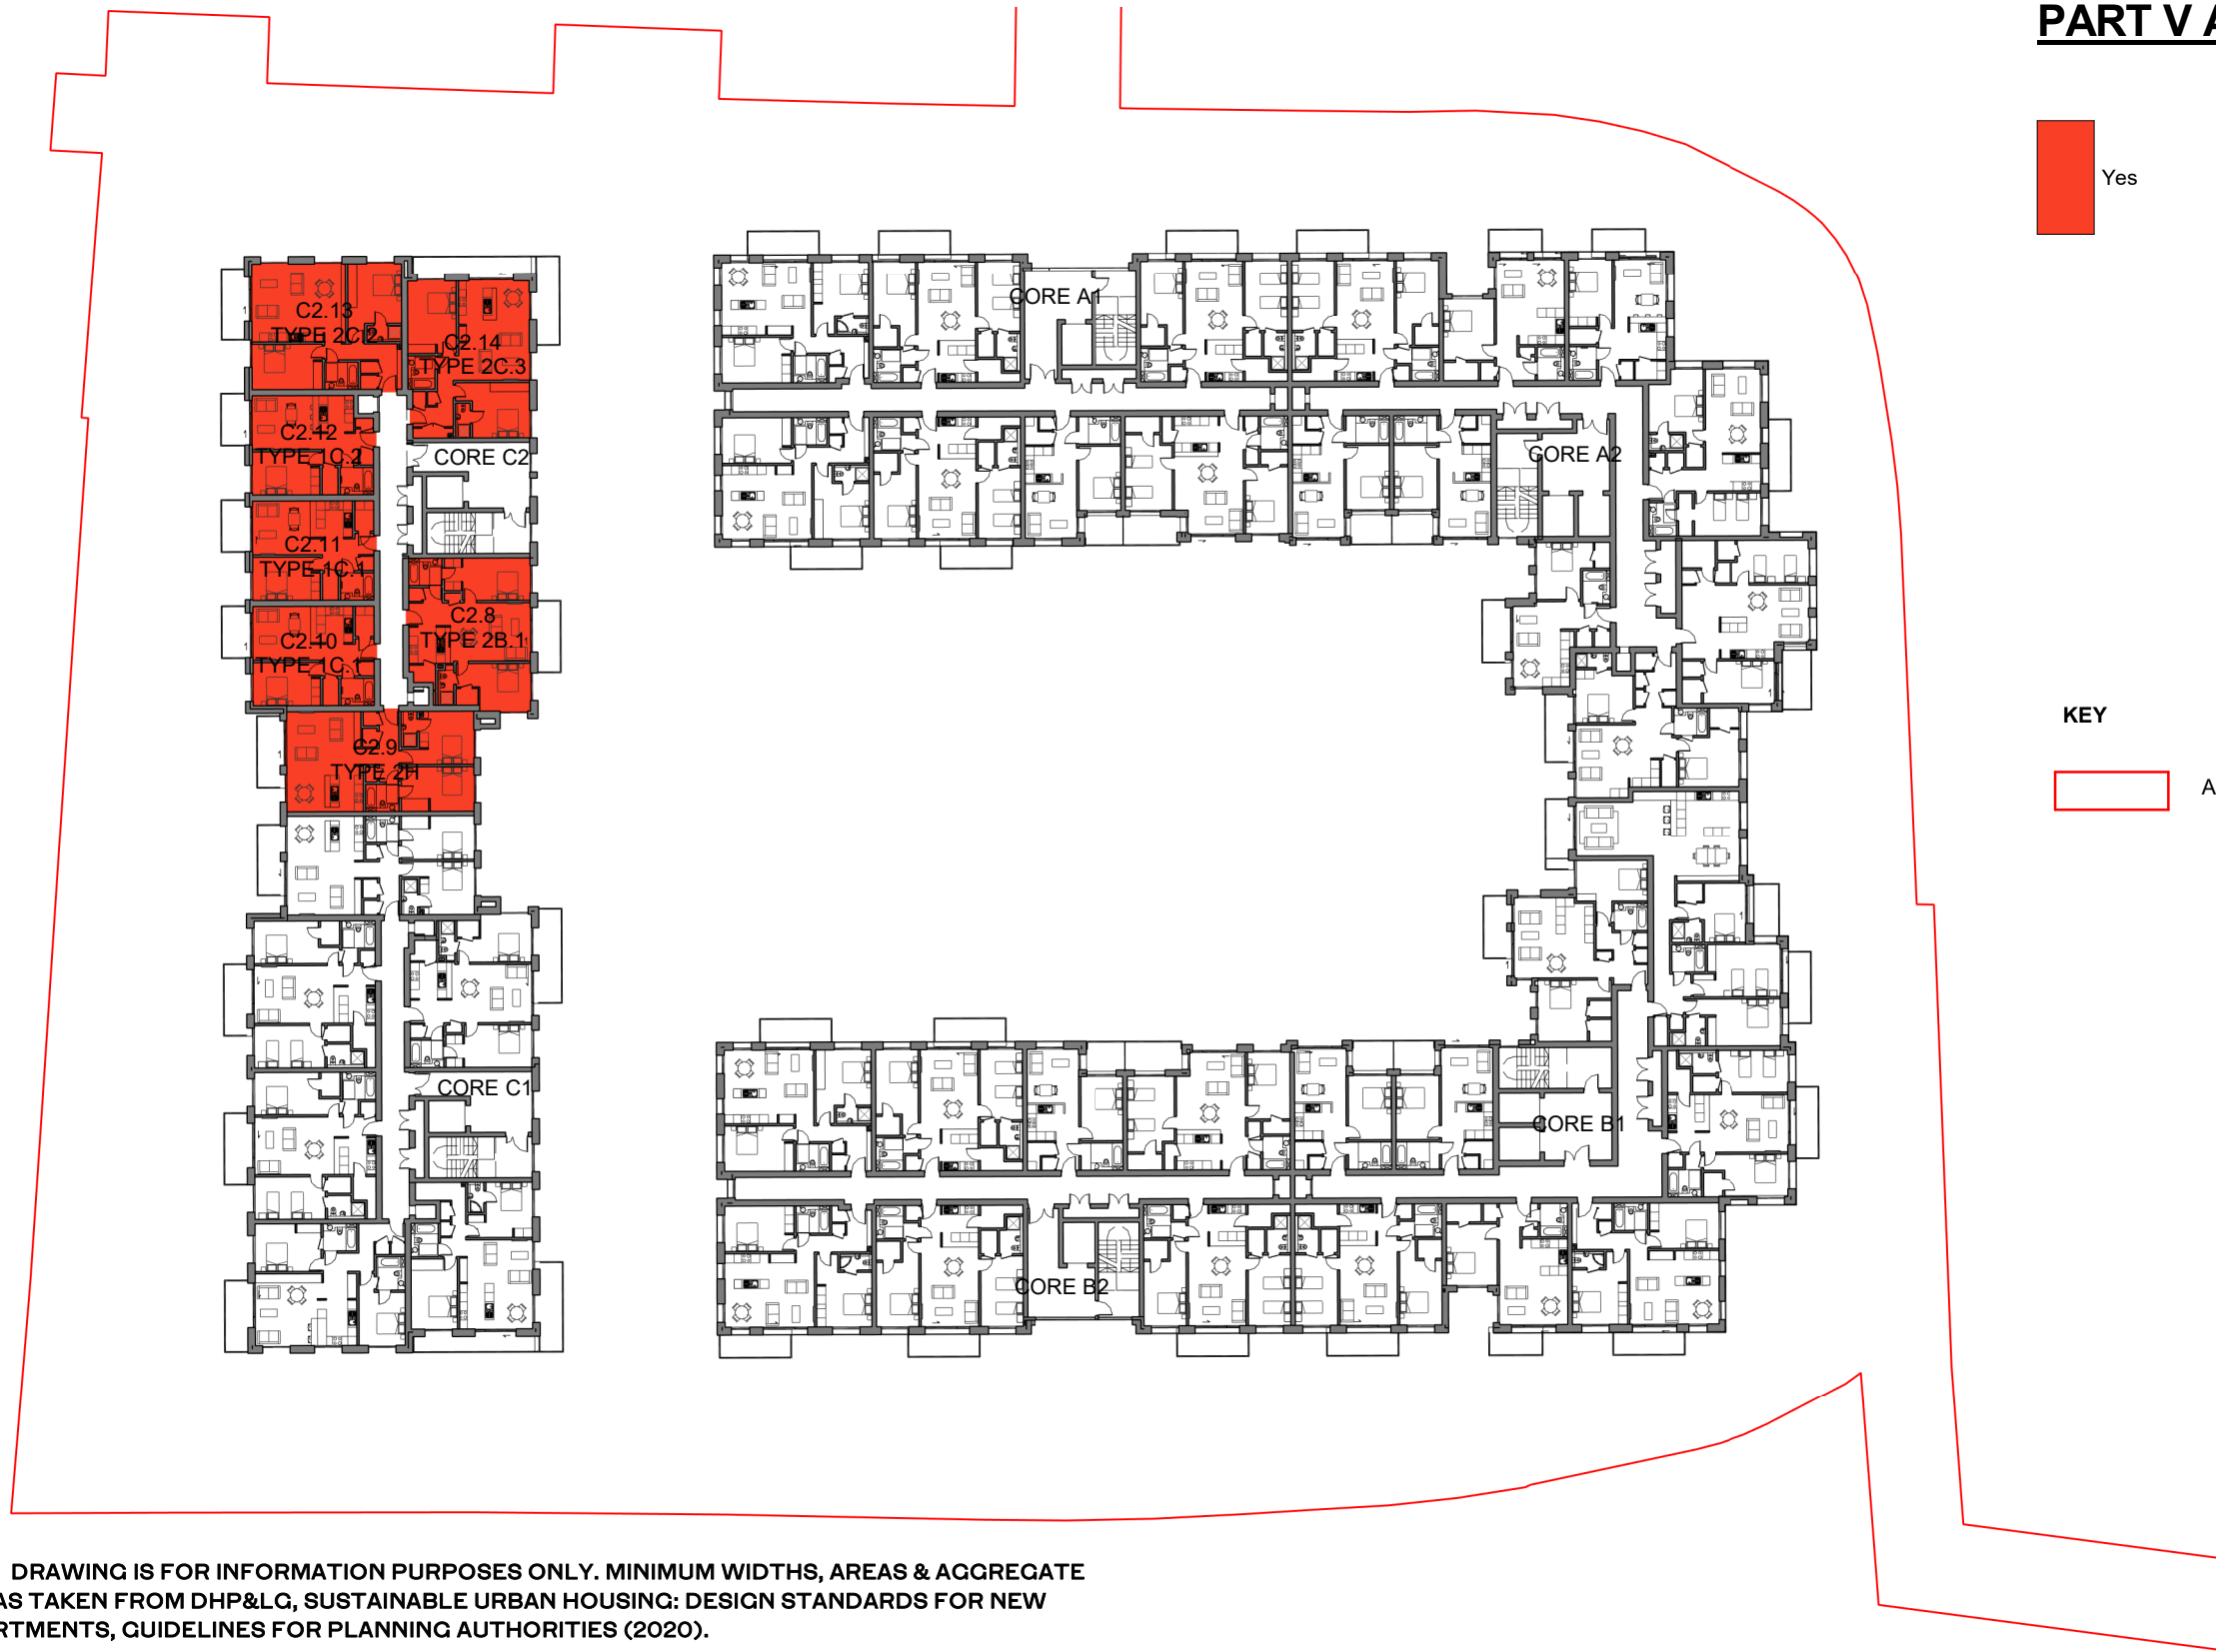 PART V A
Yes
C2.13
TYPE 2C.2
C2.14
TYPE 2C.3
CORE A1
C2.12
TYPE 1C.2
CORE C2
CORE A2
C2.11
TYPE 1C.1
C2.10
TYPE 1C.1
C2.8
TYPE 2B.1
C2.9
TYPE 2H
KEY
A
CORE C1
CORE B1
CORE B2
DRAWING IS FOR INFORMATION PURPOSES ONLY. MINIMUM WIDTHS, AREAS & AGGREGATE
AS TAKEN FROM DHP&LG, SUSTAINABLE URBAN HOUSING: DESIGN STANDARDS FOR NEW
RTMENTS, GUIDELINES FOR PLANNING AUTHORITIES (2020).